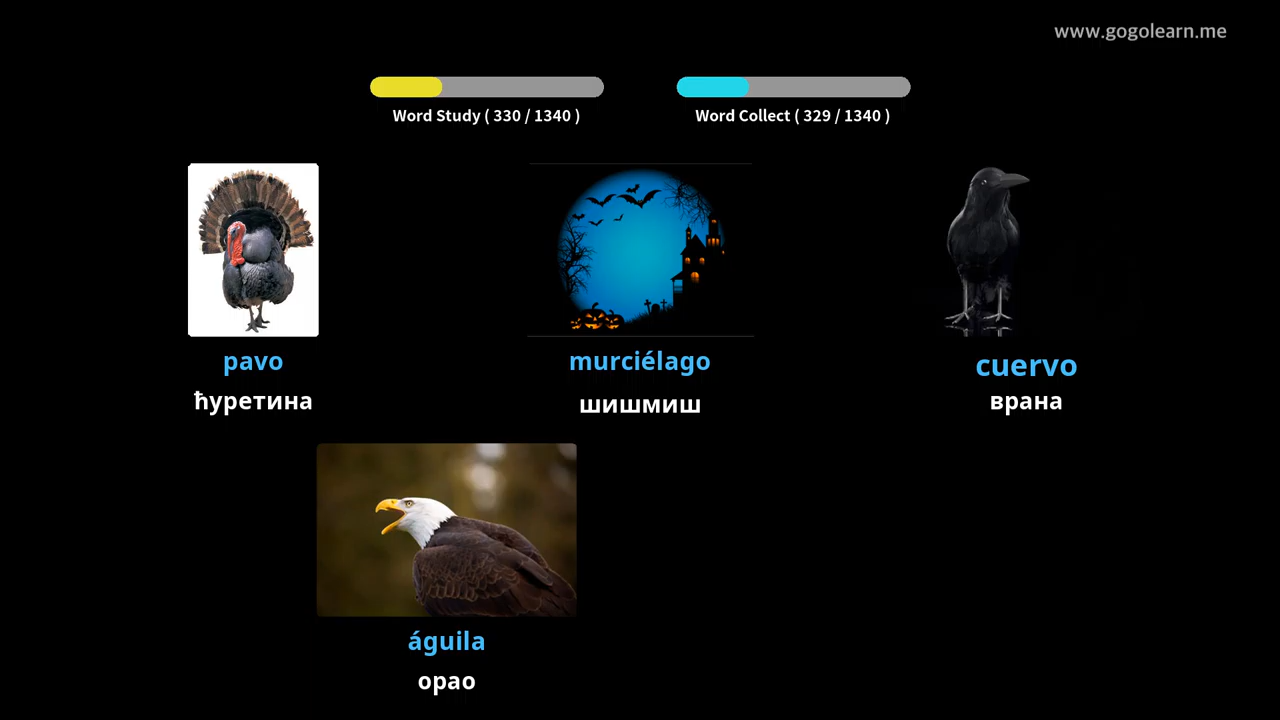 www.gogolearn.me
Word Study ( 330 / 1340 )
Word Collect ( 329 / 1340 )
pavo
ћуретина
murciélago
шишмиш
cuervo
врана
águila
орао